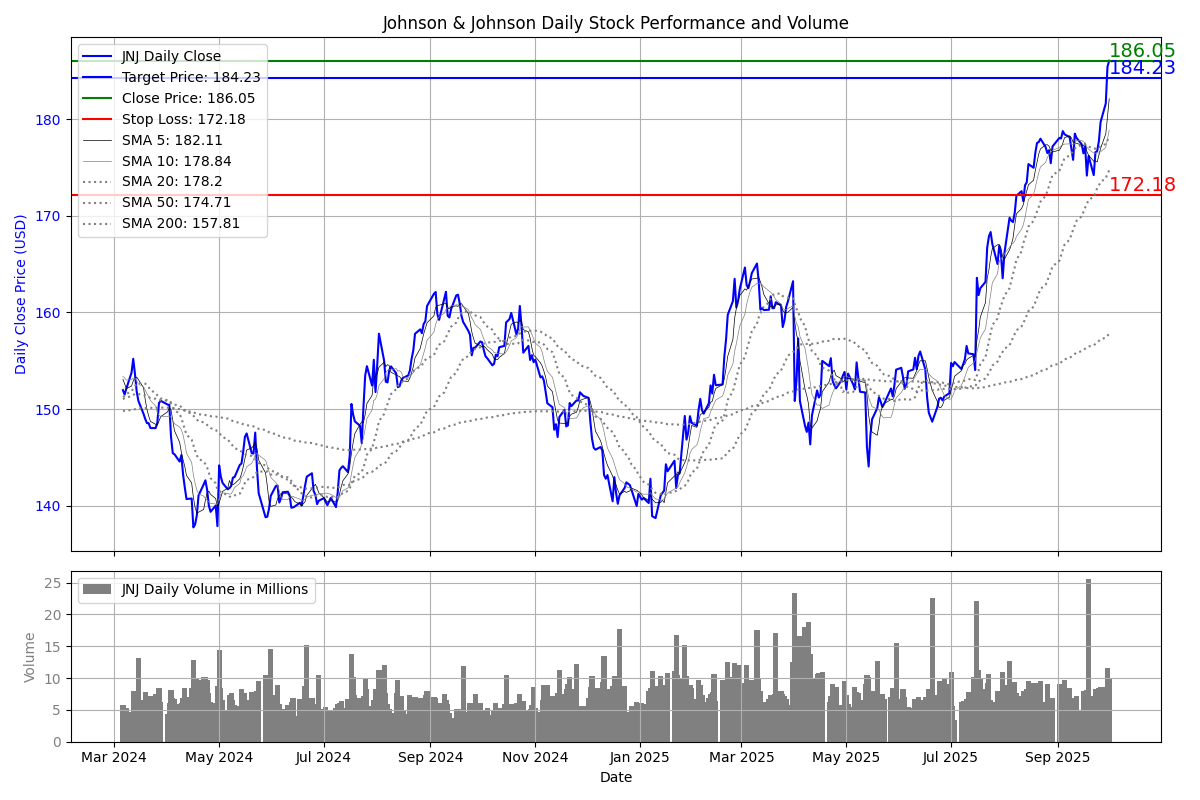 Johnson & Johnson Daily Stock Performance and Volume
JNJ Daily Close
Target Price: 184.23
Close Price: 186.05
Stop Loss: 172.18
SMA 5: 182.11
SMA 10: 178.84
SMA 20: 178.2
SMA 50: 174.71
SMA 200: 157.81
186.05
184.23
172.18
Daily Close Price (USD)
180
170
160
150
140
JNJ Daily Volume in Millions
Volume
25
20
15
10
5
0
Mar 2024 May 2024 Jul 2024 Sep 2024 Nov 2024 Jan 2025 Mar 2025 May 2025 Jul 2025 Sep 2025
Date